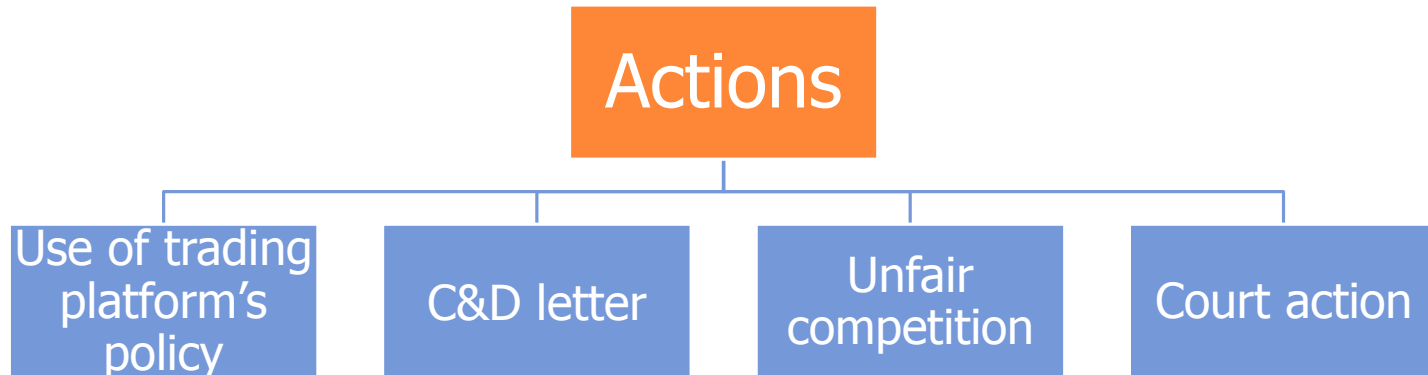 Actions
Use of trading
platform’s
policy
C&D letter
Unfair
competition
Court action